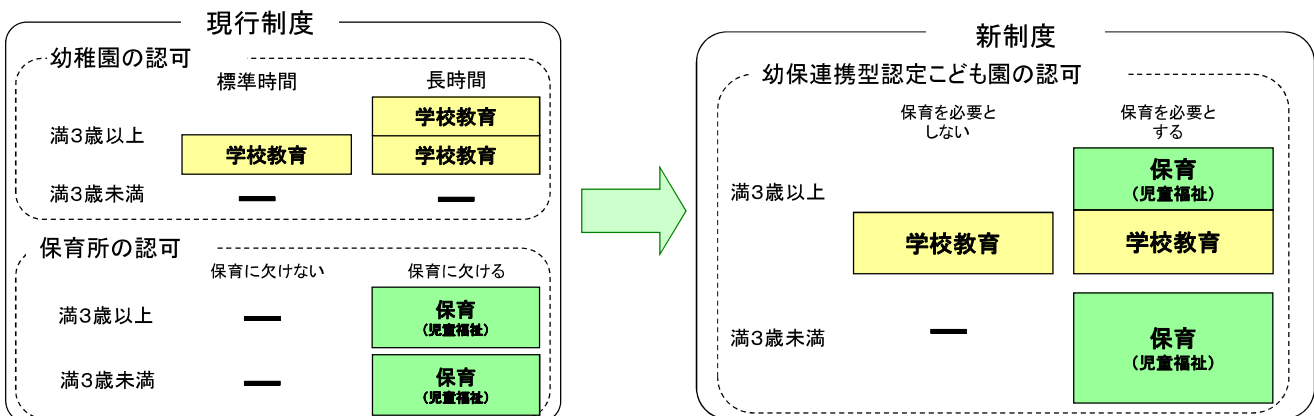 現行制度
幼稚園の認可
標準時間
長時間
満3歳以上
学校教育
学校教育
学校教育
満3歳未満
―
―
保育所の認可
保育に欠けない
保育に欠ける
満3歳以上
―
保育
(児童福祉)
満3歳未満
―
保育
(児童福祉)
新制度
幼保連携型認定こども園の認可
保育を必要と
しない
保育を必要と
する
満3歳以上
学校教育
保育
(児童福祉)
学校教育
満3歳未満
―
保育
(児童福祉)